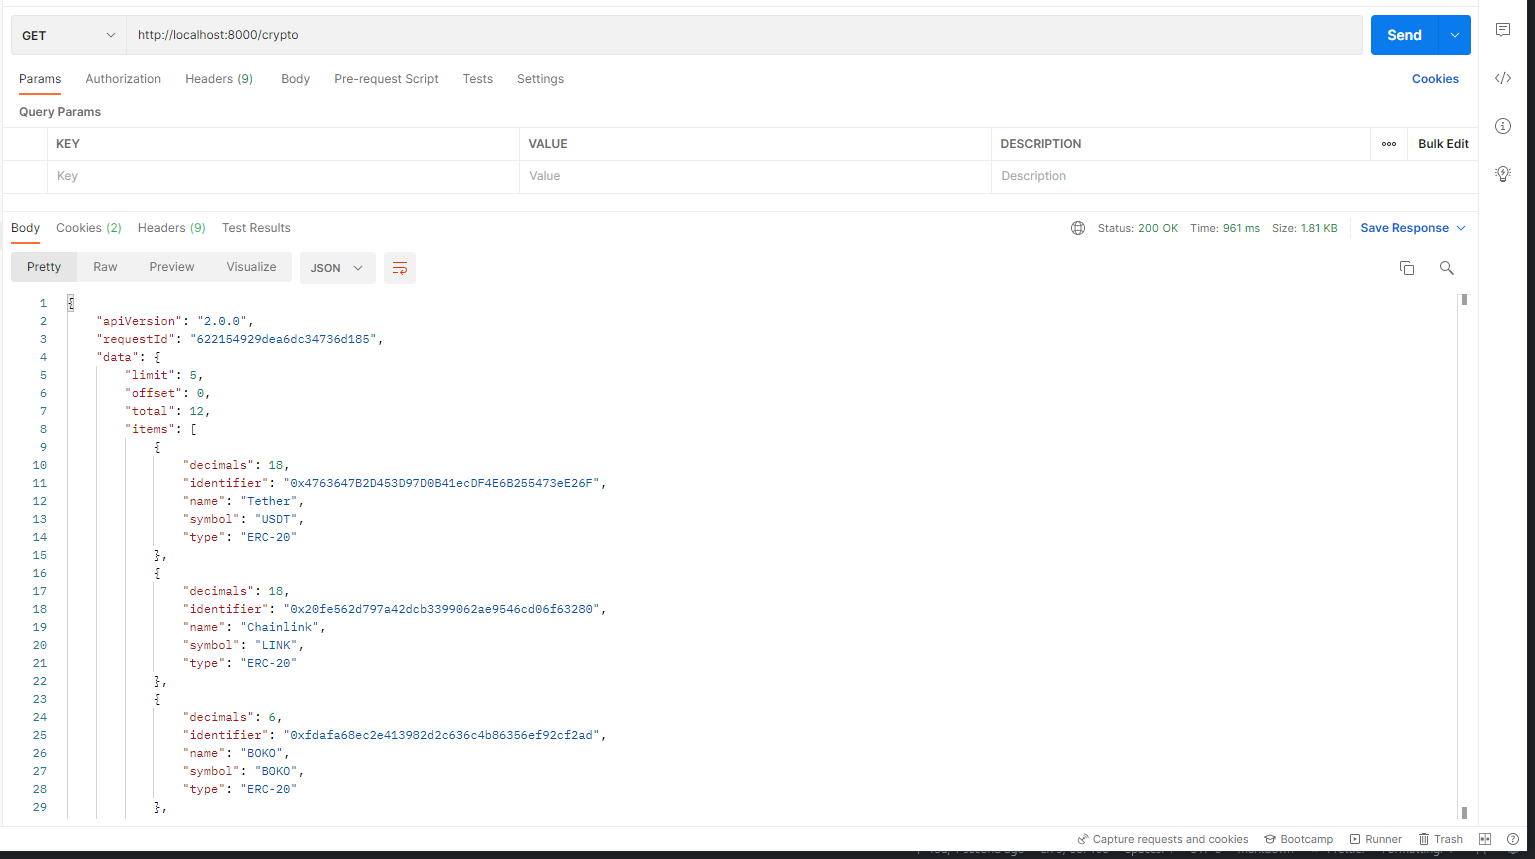 GET http://localhost:8000/crypto Send
Params Authorization Headers (9) Body Pre-request Script Tests Settings Cookies
Query Params
KEY VALUE DESCRIPTION ooo Bulk Edit
Key Value Description
Body Cookies (2) Headers (9) Test Results Status: 200 OK Time: 961 ms Size: 1.81 KB Save Response
Pretty Raw Preview Visualize JSON
1 {
2 "apiVersion": "2.0.0",
3 "requestId": "622154929dea6dc34736d185",
4 "data": {
5 "limit": 5,
6 "offset": 0,
7 "total": 12,
8 "items": [
9 {
10 "decimals": 18,
11 "identifier": "0x4763647B2D453D97D0B41ecDF4E6B255473eE26F",
12 "name": "Tether",
13 "symbol": "USDT",
14 "type": "ERC-20"
15 },
16 {
17 "decimals": 18,
18 "identifier": "0x20fe562d797a42dcb3399062ae9546cd06f63280",
19 "name": "Chainlink",
20 "symbol": "LINK",
21 "type": "ERC-20"
22 },
23 {
24 "decimals": 6,
25 "identifier": "0xfdafa68ec2e413982d2c636c4b86356ef92cf2ad",
26 "name": "BOKO",
27 "symbol": "BOKO",
28 "type": "ERC-20"
29 },
Capture requests and cookies Bootcamp Runner Trash